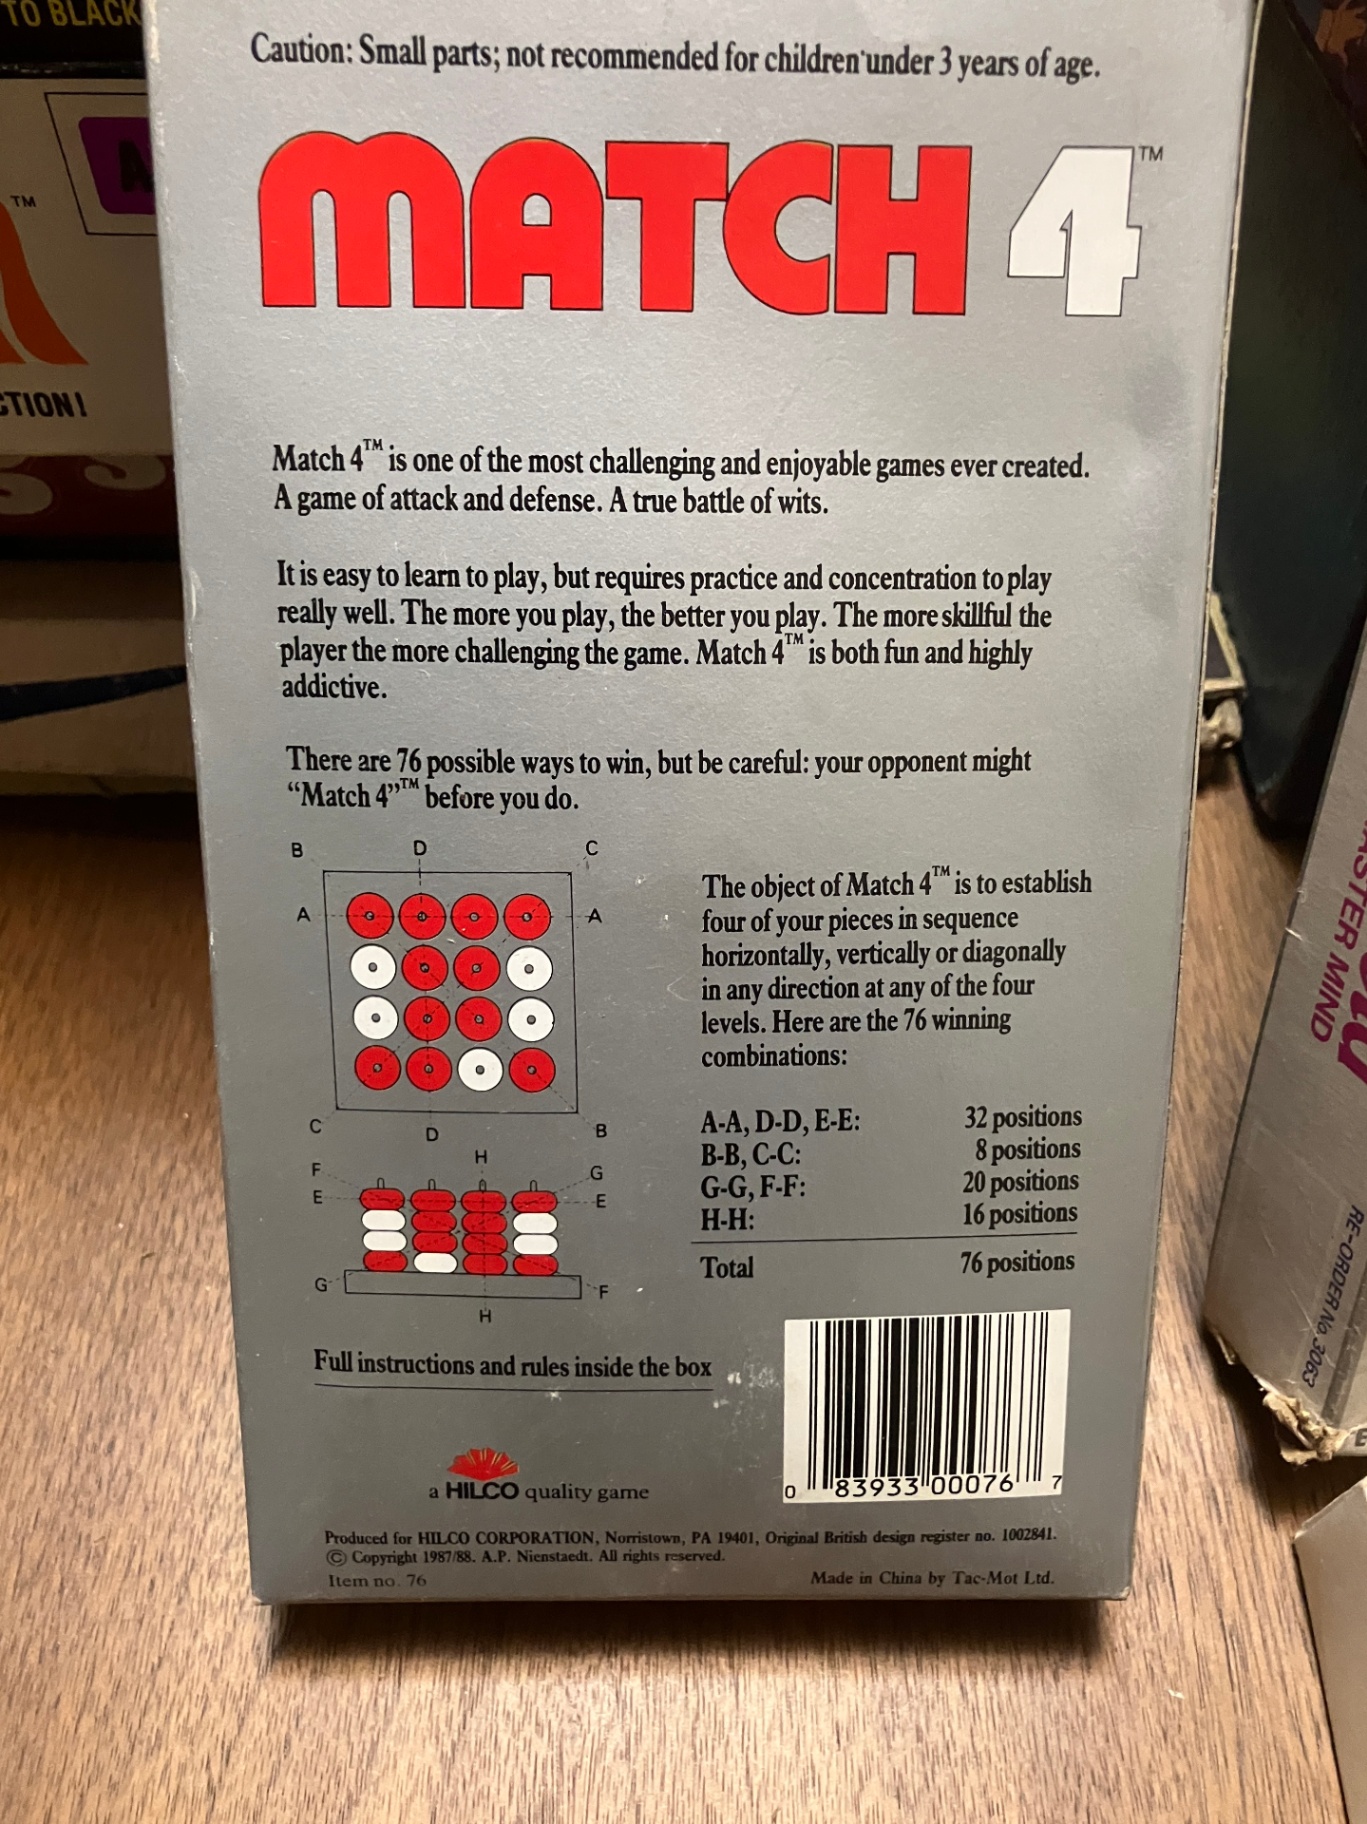 TO BLACK
TM
CTION!
Caution: Small parts; not recommended for children under 3 years of age.
MATCH 4™
Match 4™ is one of the most challenging and enjoyable games ever created.
A game of attack and defense. A true battle of wits.
It is easy to learn to play, but requires practice and concentration to play
really well. The more you play, the better you play. The more skillful the
player the more challenging the game. Match 4™ is both fun and highly
addictive.
There are 76 possible ways to win, but be careful: your opponent might
“Match 4”™ before you do.
B D C
A A
C D B
H
F G
E E
G F
H
The object of Match 4™ is to establish
four of your pieces in sequence
horizontally, vertically or diagonally
in any direction at any of the four
levels. Here are the 76 winning
combinations:
A-A, D-D, E-E: 32 positions
B-B, C-C: 8 positions
G-G, F-F: 20 positions
H-H: 16 positions
Total 76 positions
Full instructions and rules inside the box
0 83933 00076 7
a HILCO quality game
Produced for HILCO CORPORATION, Norristown, PA 19401, Original British design register no. 1002841.
© Copyright 1987/88. A.P. Nienstaedt. All rights reserved.
Item no. 76 Made in China by Tac-Mot Ltd.
MASTER MIND
RE-ORDER No. 3063